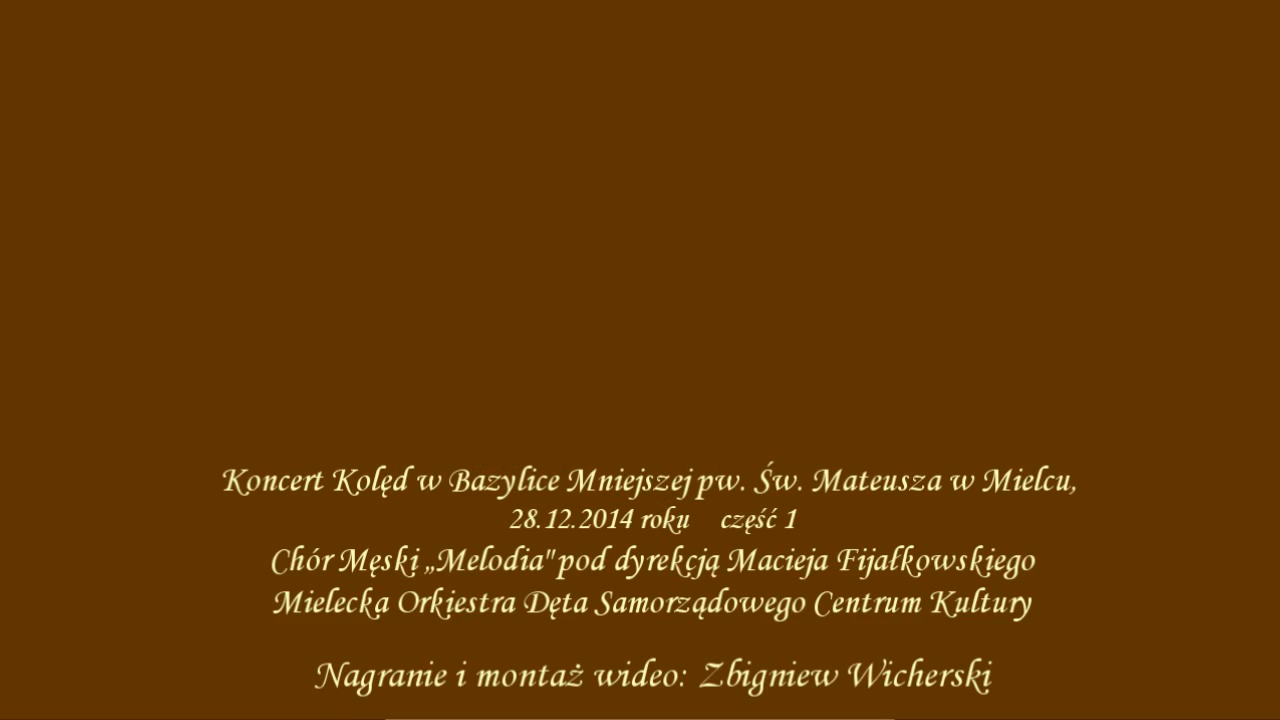 Koncert Kolęd w Bazylice Mniejszej pw. Św. Mateusza w Mielcu,
28.12.2014 roku część 1
Chór Męski „Melodia" pod dyrekcją Macieja Fijałkowskiego
Mielecka Orkiestra Dęta Samorządowego Centrum Kultury
Nagranie i montaż wideo: Zbigniew Wicherski